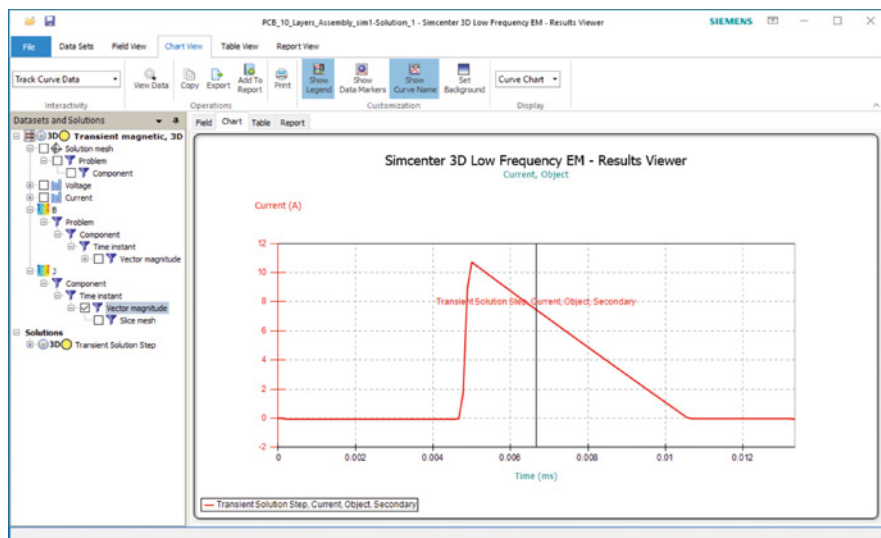 PCB_10_Layers_Assembly_sim1-Solution_1 - Simcenter 3D Low Frequency EM - Results Viewer
SIEMENS
File
Data Sets
Field View
Chart View
Table View
Report View
Track Curve Data
View Data
Copy
Export
Add To
Report
Print
Show
Legend
Show
Data Markers
Show
Curve Name
Set
Background
Curve Chart
Interactivity
Operations
Customization
Display
Datasets and Solutions
3D Transient magnetic, 3D
Solution mesh
Problem
Component
Voltage
Current
B
Problem
Component
Time instant
Vector magnitude
J
Component
Time instant
Vector magnitude
Slice mesh
Solutions
3D Transient Solution Step
Field
Chart
Table
Report
Simcenter 3D Low Frequency EM - Results Viewer
Current, Object
Current (A)
12
10
8
6
4
2
0
-2
Transient Solution Step, Current, Object, Secondary
0
0.002
0.004
0.006
0.008
0.01
0.012
Time (ms)
Transient Solution Step, Current, Object, Secondary